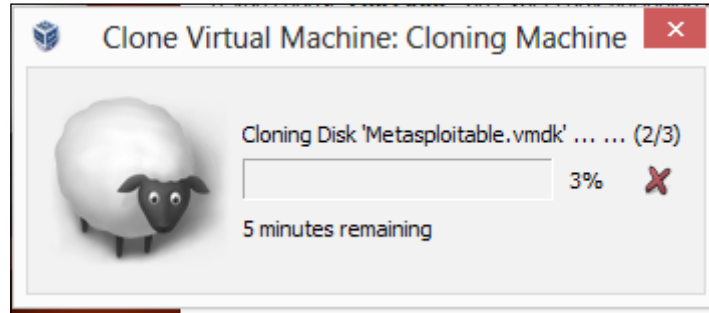 Clone Virtual Machine: Cloning Machine
Cloning Disk 'Metasploitable.vmdk' ... ... (2/3)
3%
5 minutes remaining